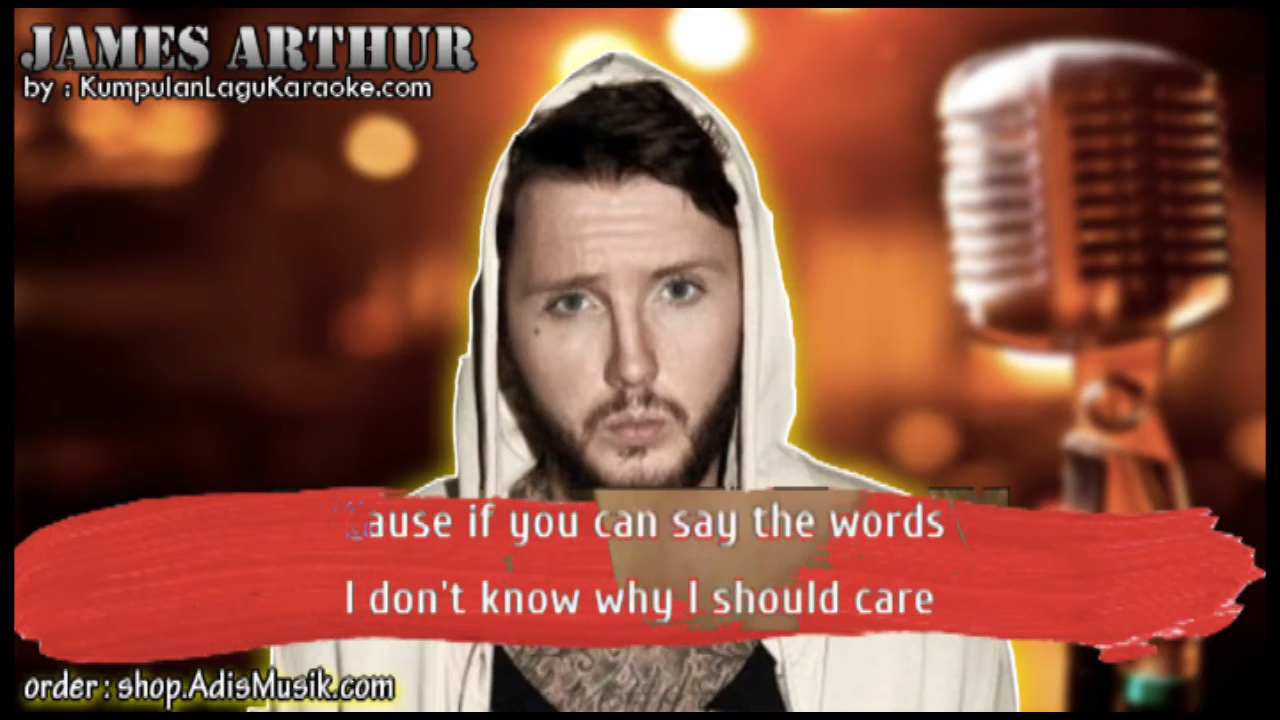 JAMES ARTHUR
by : KumpulanLaguKaraoke.com
Cause if you can say the words
I don't know why I should care
order : shop.AdisMusik.com